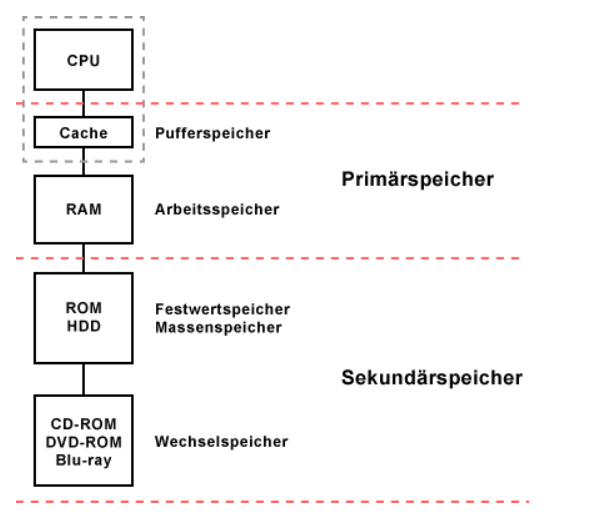 CPU
Cache
Pufferspeicher
Primärspeicher
RAM
Arbeitsspeicher
ROM
HDD
Festwertspeicher
Massenspeicher
Sekundärspeicher
CD-ROM
DVD-ROM
Blu-ray
Wechselspeicher